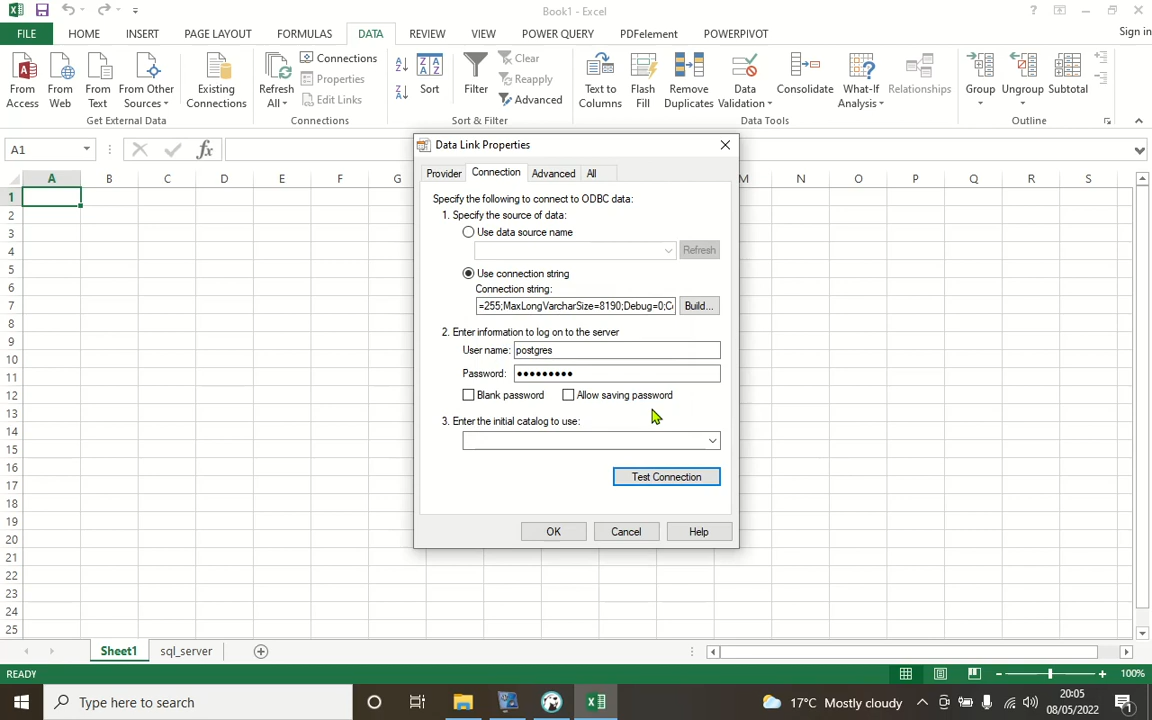 Book1 - Excel
?
FILE HOME INSERT PAGE LAYOUT FORMULAS DATA REVIEW VIEW POWER QUERY PDFelement POWERPIVOT Sign in
From Access
From Web
From Text
From Other Sources
Existing Connections
Get External Data
Refresh All
Connections
Properties
Edit Links
Connections
Sort
Filter
Clear
Reapply
Advanced
Sort & Filter
Text to Columns
Flash Fill
Remove Duplicates
Data Validation
Consolidate
What-If Analysis
Relationships
Data Tools
Group
Ungroup
Subtotal
Outline
A1
fx
Data Link Properties
Provider Connection Advanced All
Specify the following to connect to ODBC data:
1. Specify the source of data:
Use data source name
Refresh
Use connection string
Connection string:
=255;MaxLongVarcharSize=8190;Debug=0;C
Build...
2. Enter information to log on to the server
User name: postgres
Password: •••••••••
Blank password Allow saving password
3. Enter the initial catalog to use:
Test Connection
OK Cancel Help
A B C D E F G M N O P Q R S
1
2
3
4
5
6
7
8
9
10
11
12
13
14
15
16
17
18
19
20
21
22
23
24
25
Sheet1 sql_server
READY
100%
Type here to search
17°C Mostly cloudy
20:05
08/05/2022
1